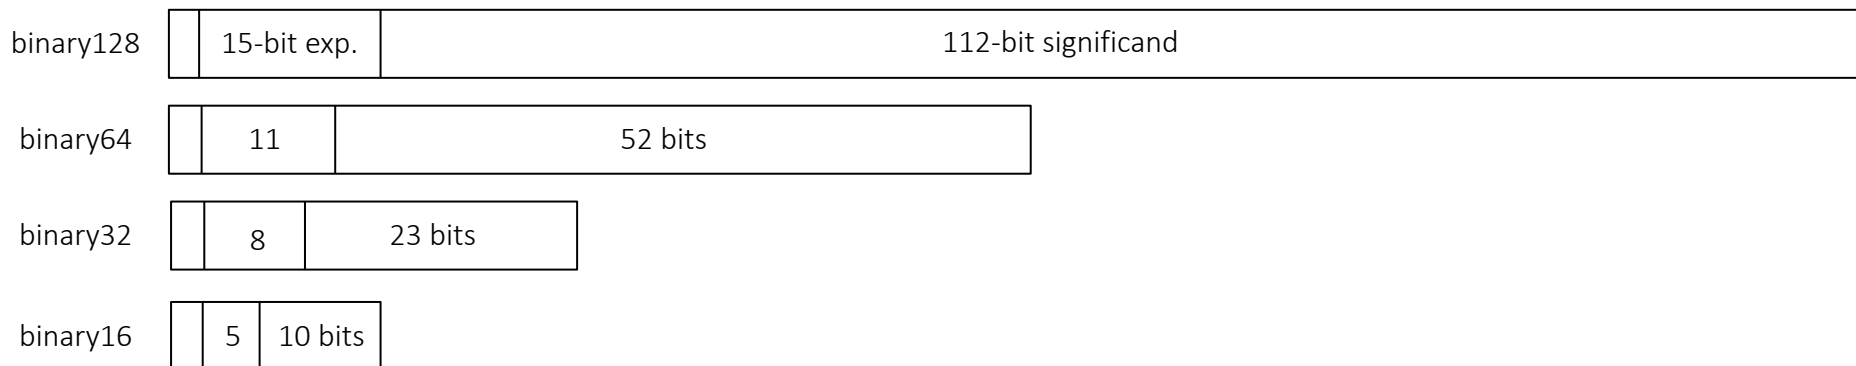 binary128 15-bit exp. 112-bit significand
binary64 11 52 bits
binary32 8 23 bits
binary16 5 10 bits